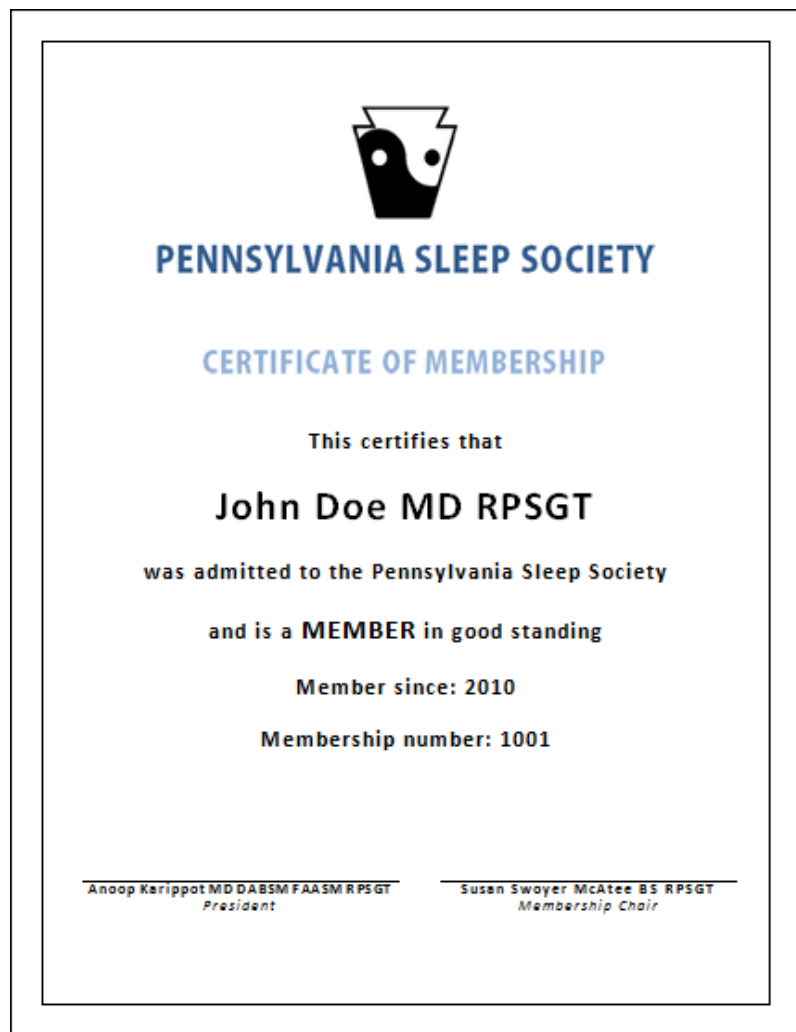 PENNSYLVANIA SLEEP SOCIETY
CERTIFICATE OF MEMBERSHIP
This certifies that
John Doe MD RPSGT
was admitted to the Pennsylvania Sleep Society
and is a MEMBER in good standing
Member since: 2010
Membership number: 1001
Anoop Karippot MD DABSM FAASM RPSGT
President
Susan Swoyer McAtee BS RPSGT
Membership Chair